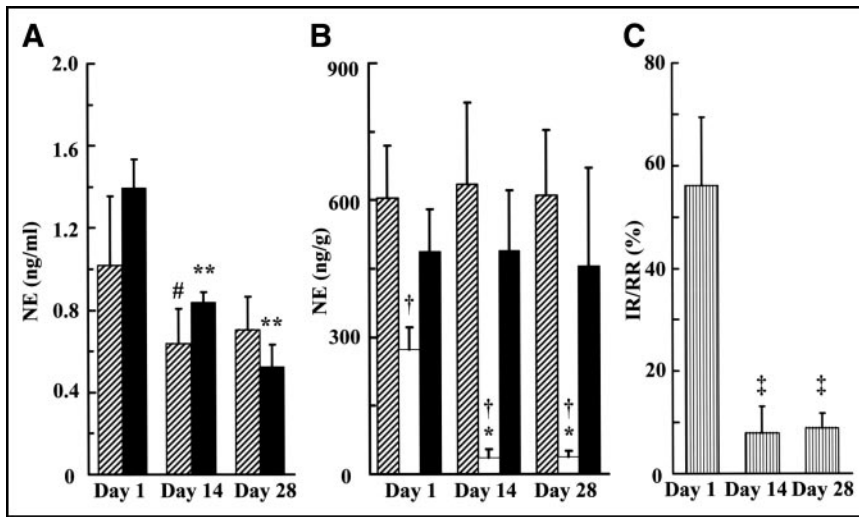 A
NE (ng/ml)
2.0
1.6
1.2
0.8
0.4
0
#
**
**
Day 1 Day 14 Day 28
B
NE (ng/g)
900
600
300
0
†
†
*
†
*
Day 1 Day 14 Day 28
C
IR/RR (%)
80
60
40
20
10
0
‡
‡
Day 1 Day 14 Day 28